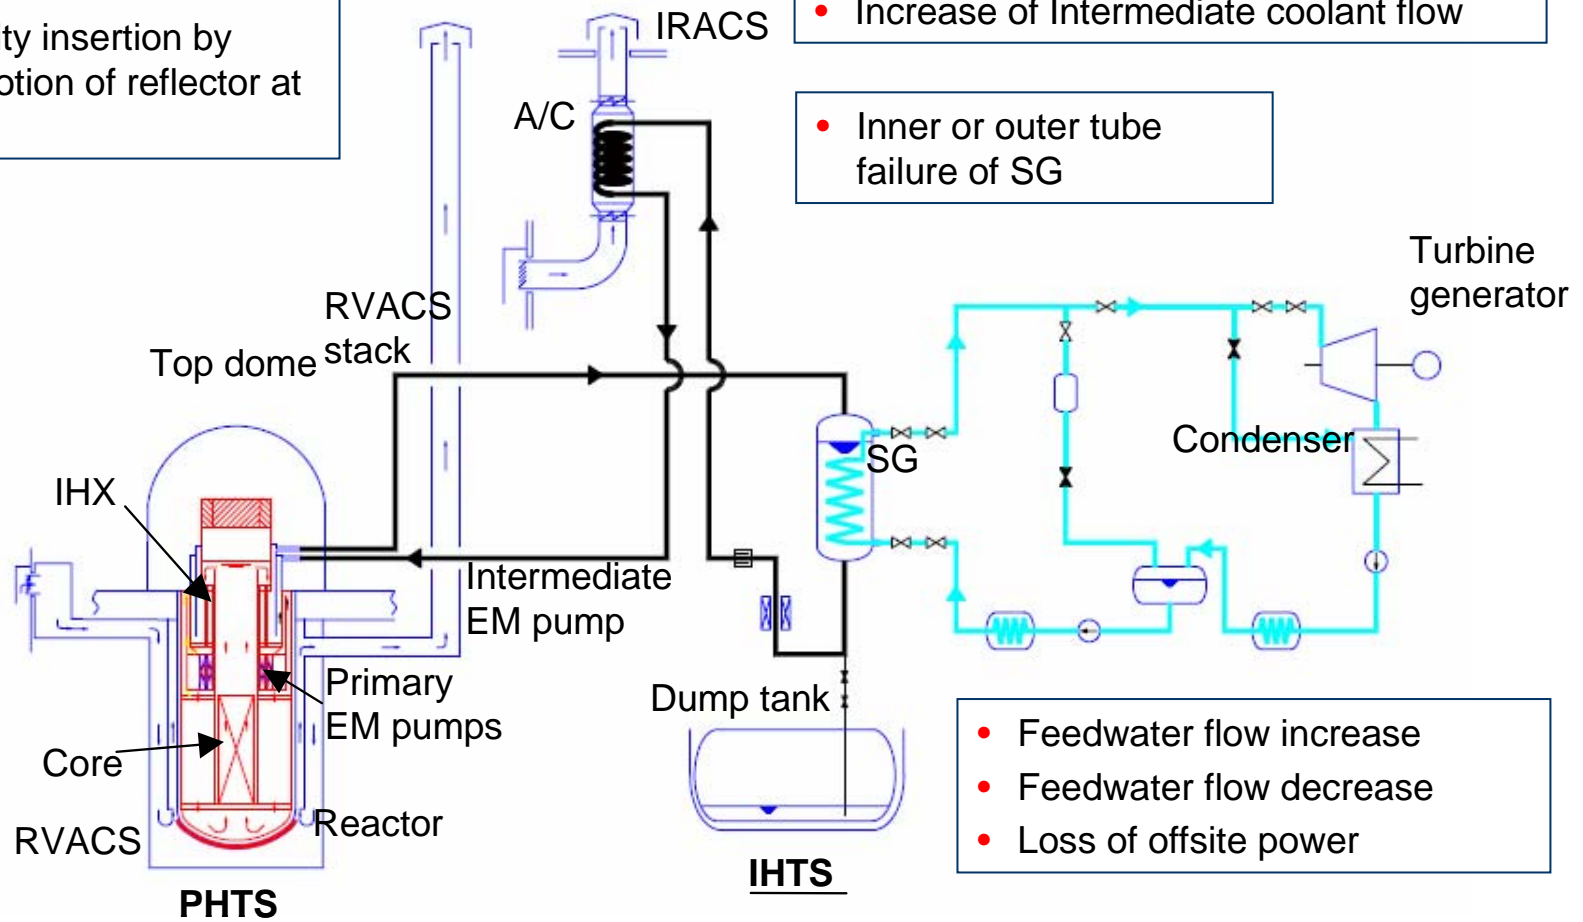 ity insertion by
otion of reflector at
IRACS
• Increase of Intermediate coolant flow
A/C
• Inner or outer tube
failure of SG
Turbine
generator
RVACS
stack
Top dome
Condenser
SG
IHX
Intermediate
EM pump
Primary
EM pumps
Dump tank
Core
Reactor
RVACS
• Feedwater flow increase
• Feedwater flow decrease
• Loss of offsite power
IHTS
PHTS